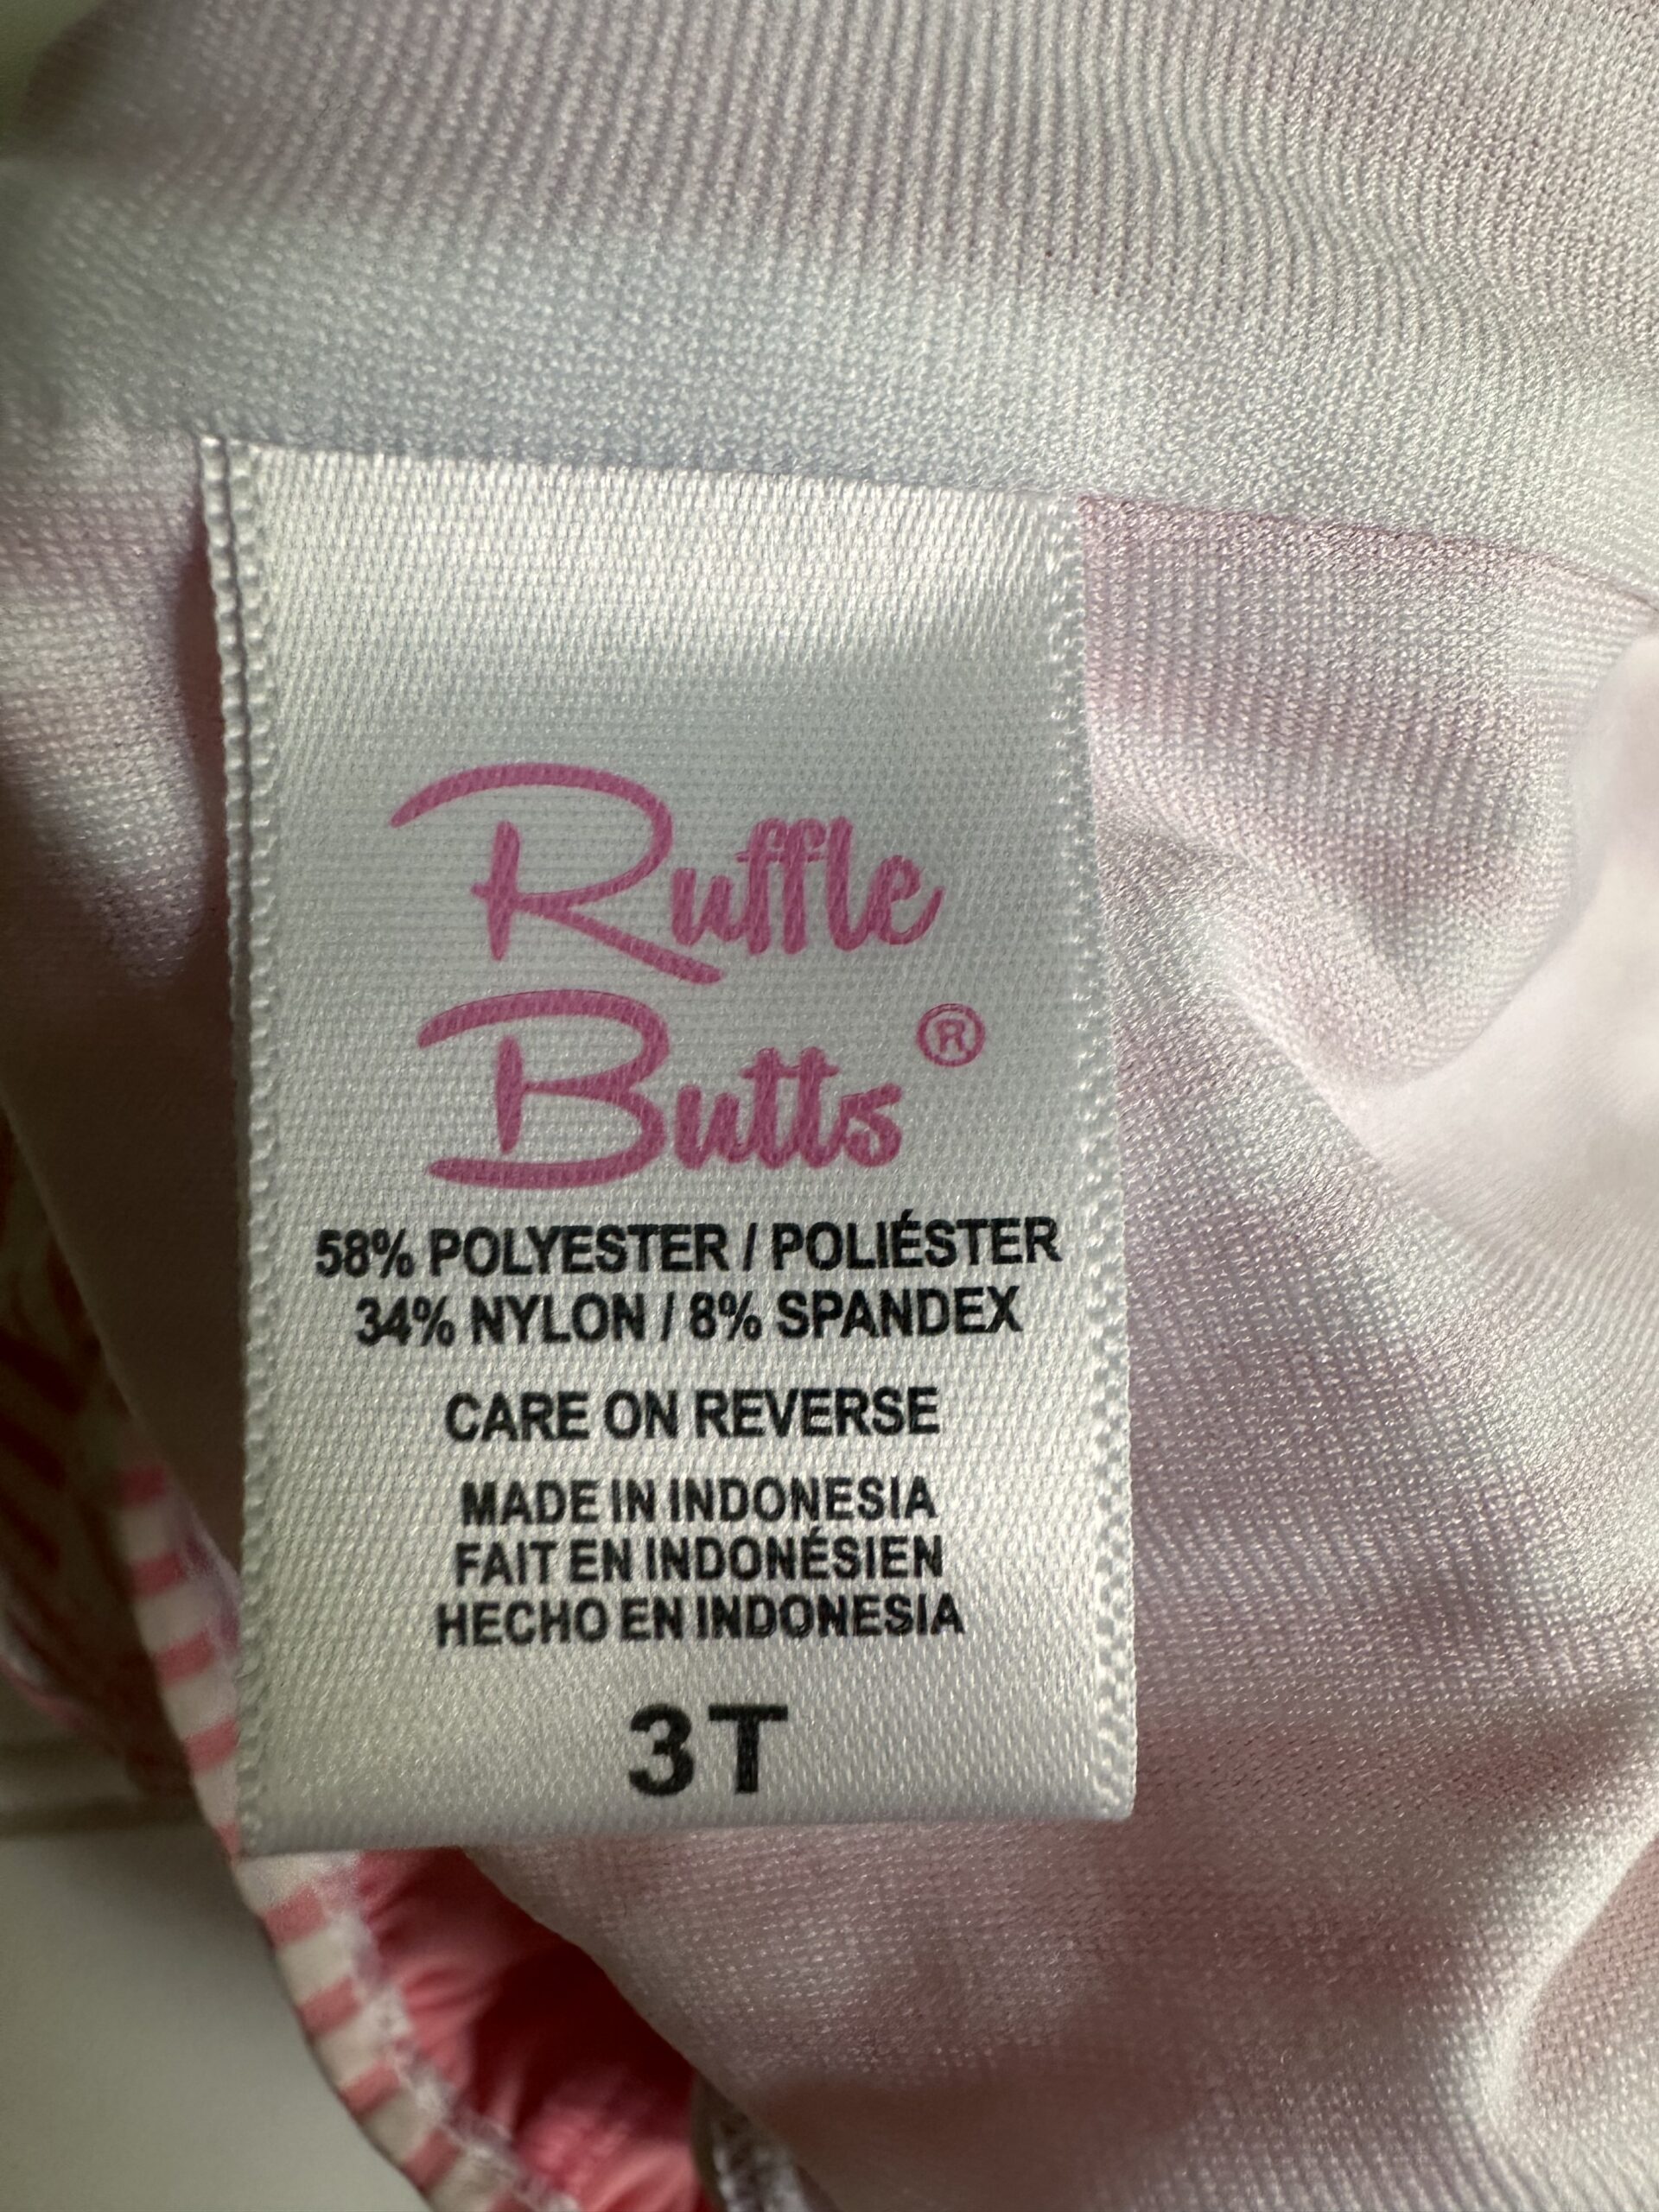 Ruffle
Butts®
58% POLYESTER / POLIÉSTER
34% NYLON / 8% SPANDEX
CARE ON REVERSE
MADE IN INDONESIA
FAIT EN INDONÉSIEN
HECHO EN INDONESIA
3T